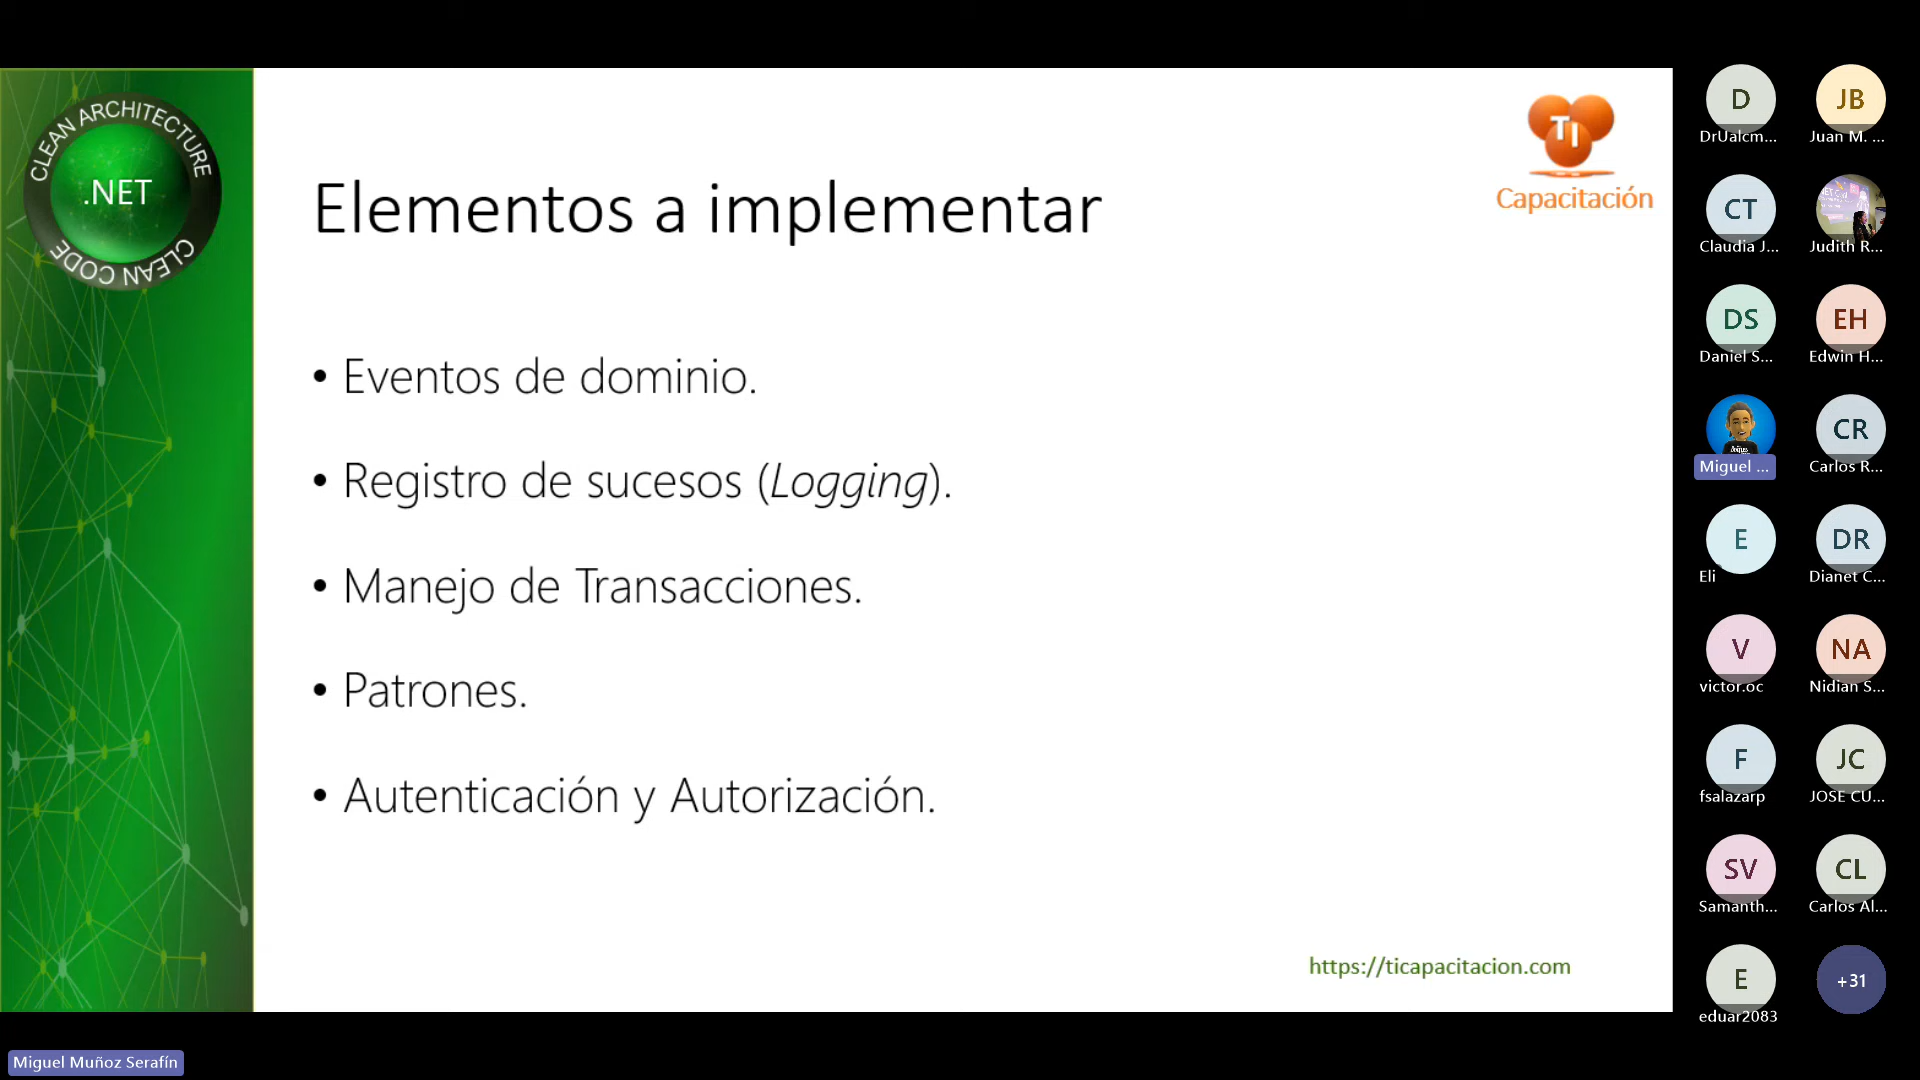 CLEAN ARCHITECTURE
.NET
CLEAN CODE
TI
Capacitación
Elementos a implementar
• Eventos de dominio.
• Registro de sucesos (Logging).
• Manejo de Transacciones.
• Patrones.
• Autenticación y Autorización.
https://ticapacitacion.com
D
DrUalcm...
JB
Juan M. ...
CT
Claudia J...
Judith R...
DS
Daniel S...
EH
Edwin H...
Miguel ...
CR
Carlos R...
E
Eli
DR
Dianet C...
V
victor.oc
NA
Nidian S...
F
fsalazarp
JC
JOSE CU...
SV
Samanth...
CL
Carlos Al...
E
eduar2083
+31
Miguel Muñoz Serafín